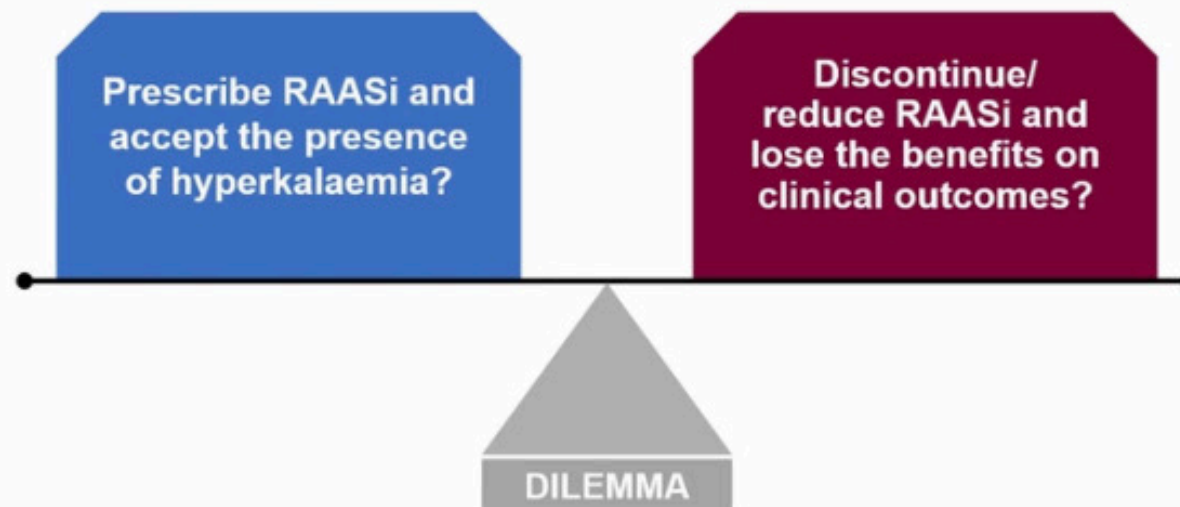 Prescribe RAASi and
accept the presence
of hyperkalaemia?
Discontinue/
reduce RAASi and
lose the benefits on
clinical outcomes?
DILEMMA